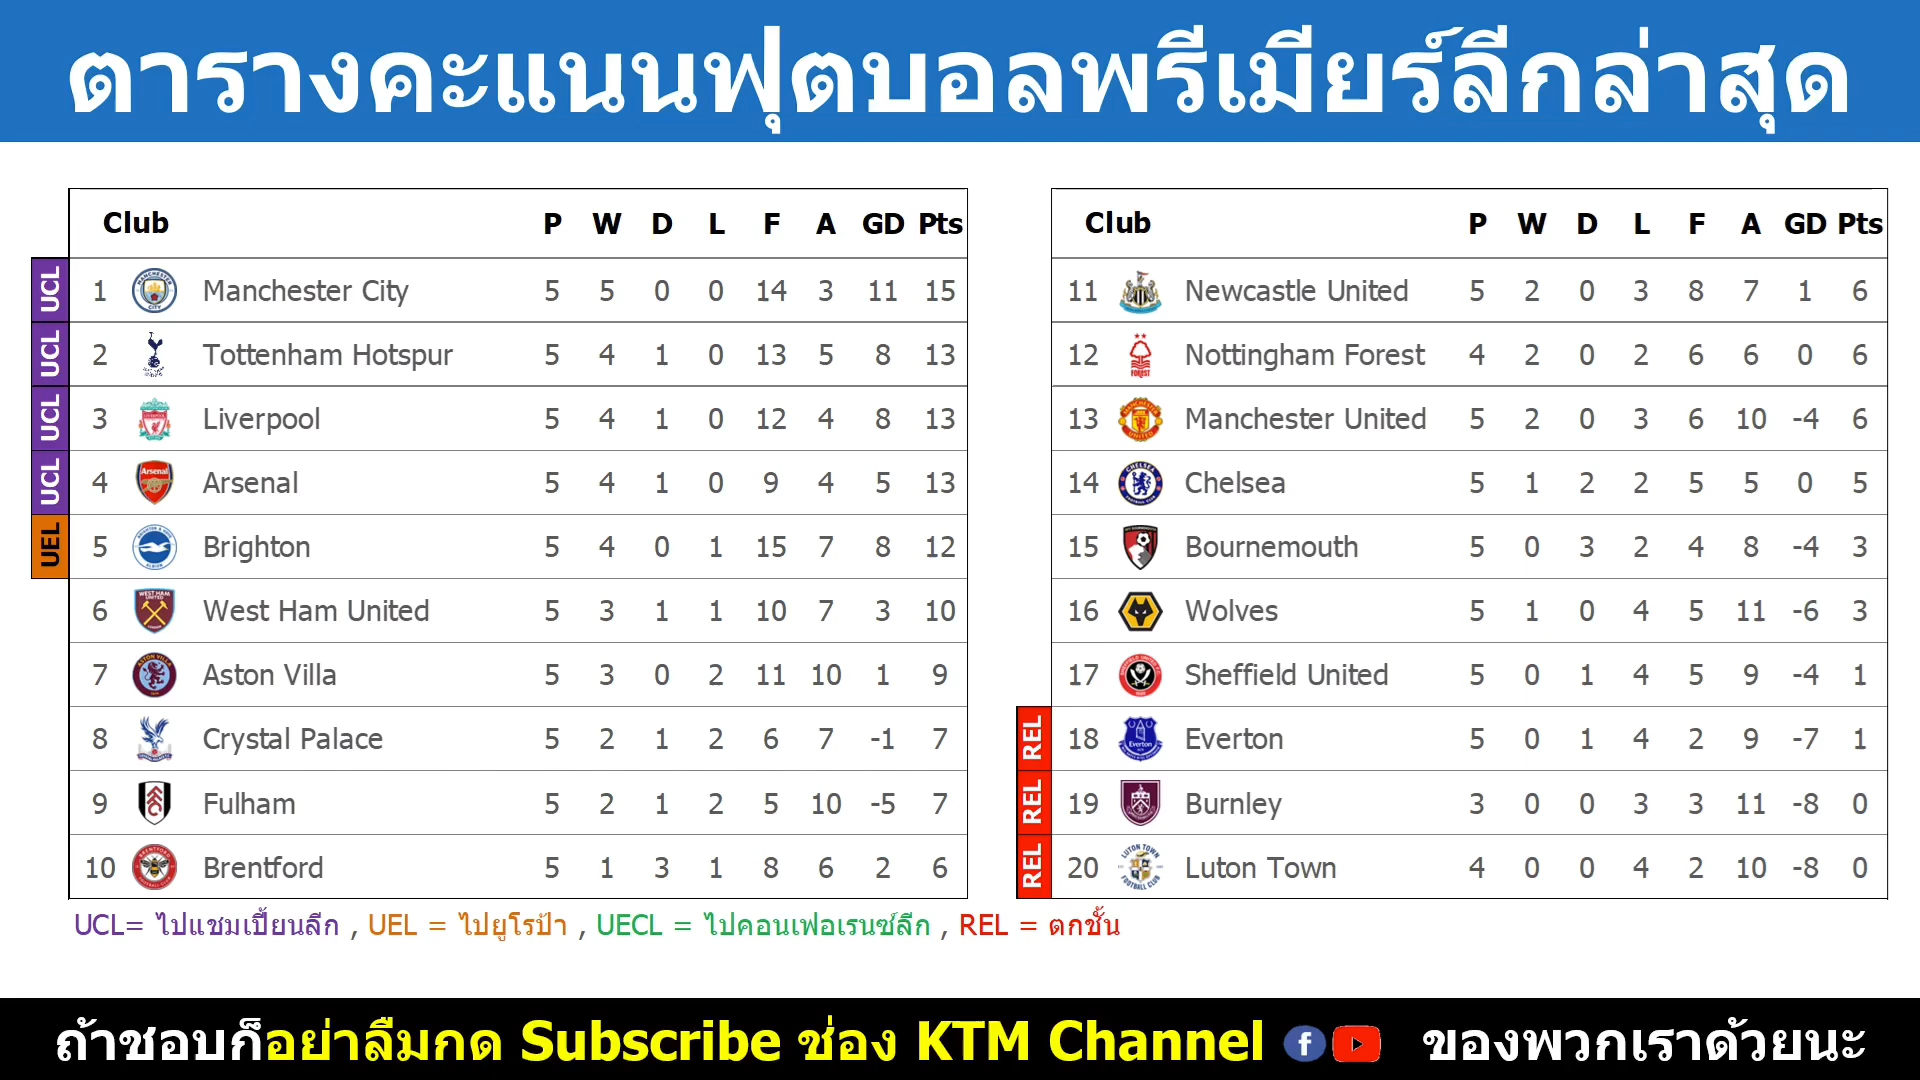 ตารางคะแนนฟุตบอลพรีเมียร์ลีกล่าสุด
Club P W D L F A GD Pts
UCL 1 Manchester City 5 5 0 0 14 3 11 15
UCL 2 Tottenham Hotspur 5 4 1 0 13 5 8 13
UCL 3 Liverpool 5 4 1 0 12 4 8 13
UCL 4 Arsenal 5 4 1 0 9 4 5 13
UEL 5 Brighton 5 4 0 1 15 7 8 12
6 West Ham United 5 3 1 1 10 7 3 10
7 Aston Villa 5 3 0 2 11 10 1 9
8 Crystal Palace 5 2 1 2 6 7 -1 7
9 Fulham 5 2 1 2 5 10 -5 7
10 Brentford 5 1 3 1 8 6 2 6
Club P W D L F A GD Pts
11 Newcastle United 5 2 0 3 8 7 1 6
12 Nottingham Forest 4 2 0 2 6 6 0 6
13 Manchester United 5 2 0 3 6 10 -4 6
14 Chelsea 5 1 2 2 5 5 0 5
15 Bournemouth 5 0 3 2 4 8 -4 3
16 Wolves 5 1 0 4 5 11 -6 3
17 Sheffield United 5 0 1 4 5 9 -4 1
REL 18 Everton 5 0 1 4 2 9 -7 1
REL 19 Burnley 3 0 0 3 3 11 -8 0
REL 20 Luton Town 4 0 0 4 2 10 -8 0
UCL= ไปแชมเปี้ยนลีก , UEL = ไปยูโรป้า , UECL = ไปคอนเฟอเรนซ์ลีก , REL = ตกชั้น
ถ้าชอบก็อย่าลืมกด Subscribe ช่อง KTM Channel ของพวกเราด้วยนะ